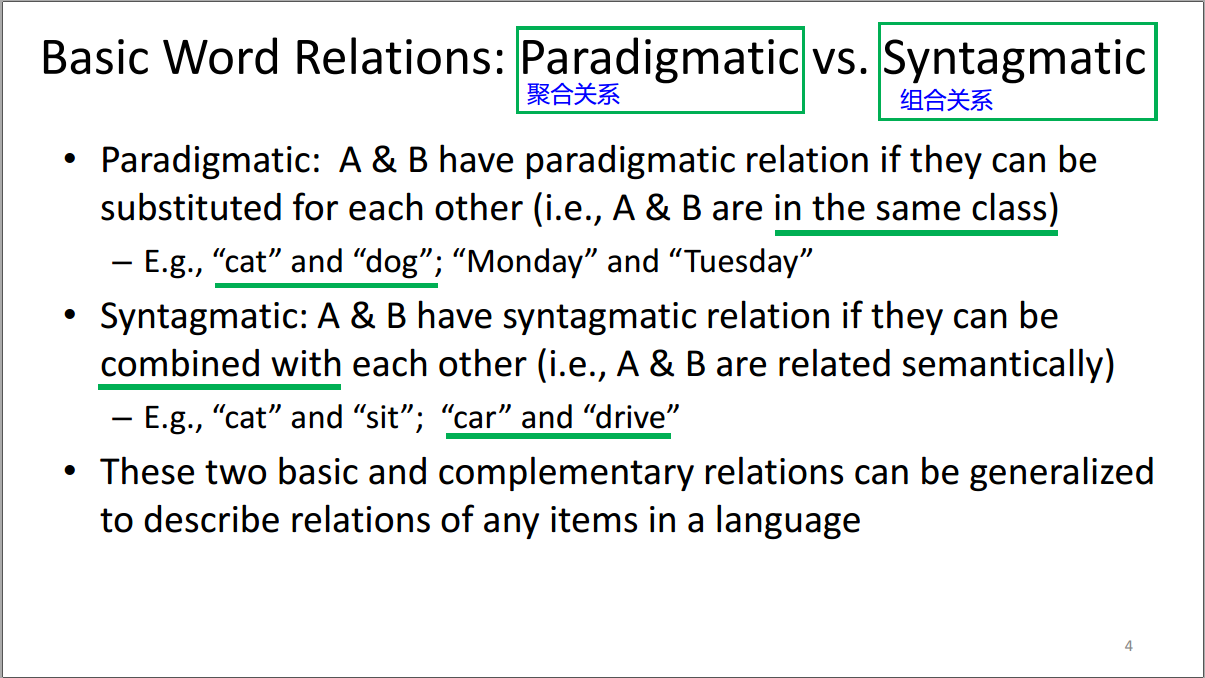 Basic Word Relations: Paradigmatic vs. Syntagmatic
聚合关系
组合关系
• Paradigmatic:  A & B have paradigmatic relation if they can be
substituted for each other (i.e., A & B are in the same class)
– E.g., “cat” and “dog”; “Monday” and “Tuesday”
• Syntagmatic: A & B have syntagmatic relation if they can be
combined with each other (i.e., A & B are related semantically)
– E.g., “cat” and “sit”;  “car” and “drive”
• These two basic and complementary relations can be generalized
to describe relations of any items in a language
4